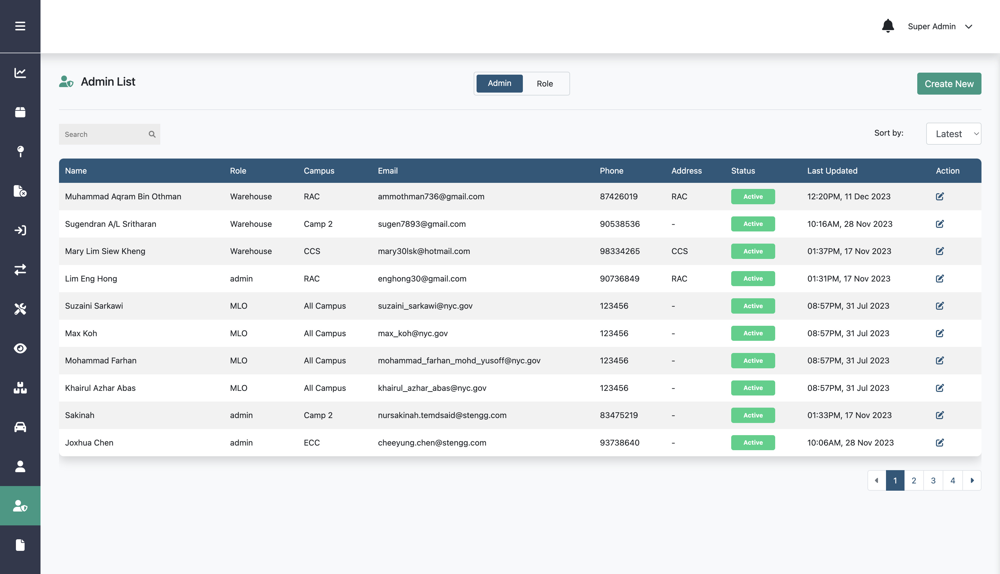 Super Admin
Admin List
Admin Role
Create New
Search
Sort by: Latest
Name Role Campus Email Phone Address Status Last Updated Action
Muhammad Aqram Bin Othman Warehouse RAC ammothman736@gmail.com 87426019 RAC Active 12:20PM, 11 Dec 2023
Sugendran A/L Sritharan Warehouse Camp 2 sugen7893@gmail.com 90538536 - Active 10:16AM, 28 Nov 2023
Mary Lim Siew Kheng Warehouse CCS mary30lsk@hotmail.com 98334265 CCS Active 01:37PM, 17 Nov 2023
Lim Eng Hong admin RAC enghong30@gmail.com 90736849 RAC Active 01:31PM, 17 Nov 2023
Suzaini Sarkawi MLO All Campus suzaini_sarkawi@nyc.gov 123456 - Active 08:57PM, 31 Jul 2023
Max Koh MLO All Campus max_koh@nyc.gov 123456 - Active 08:57PM, 31 Jul 2023
Mohammad Farhan MLO All Campus mohammad_farhan_mohd_yusoff@nyc.gov 123456 - Active 08:57PM, 31 Jul 2023
Khairul Azhar Abas MLO All Campus khairul_azhar_abas@nyc.gov 123456 - Active 08:57PM, 31 Jul 2023
Sakinah admin Camp 2 nursakinah.temdsaid@stengg.com 83475219 - Active 01:33PM, 17 Nov 2023
Joxhua Chen admin ECC cheeyung.chen@stengg.com 93738640 - Active 10:06AM, 28 Nov 2023
1 2 3 4